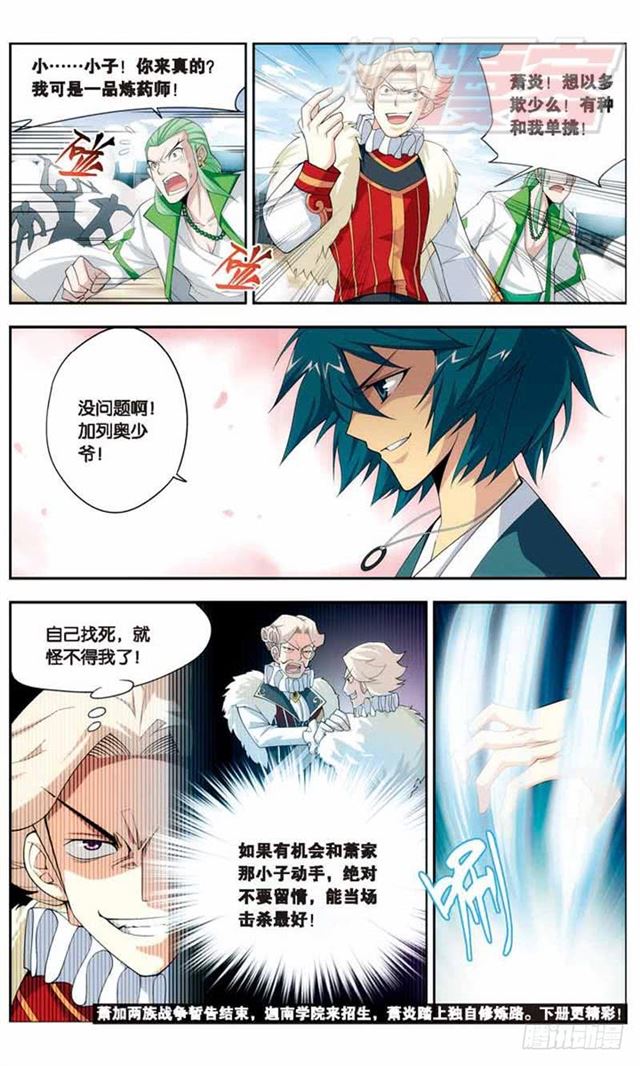 小……小子！你来真的？
我可是一品炼药师！
萧炎！想以多
欺少么！有种
和我单挑！
没问题啊！
加列奥少
爷！
自己找死，就
怪不得我了！
如果有机会和萧家
那小子动手，绝对
不要留情，能当场
击杀最好！
唰
萧加两族战争暂告结束，迦南学院来招生，萧炎踏上独自修炼路。下册更精彩！
腾讯动漫